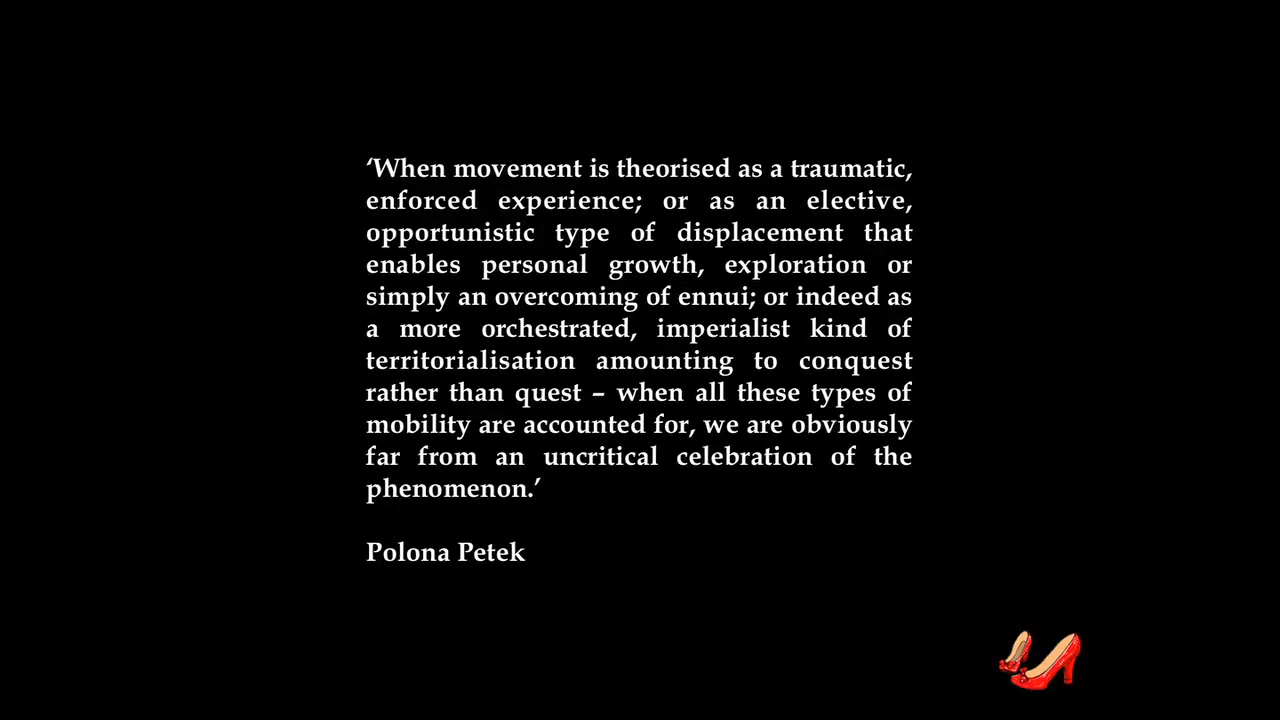 ‘When movement is theorised as a traumatic,
enforced experience; or as an elective,
opportunistic type of displacement that
enables personal growth, exploration or
simply an overcoming of ennui; or indeed as
a more orchestrated, imperialist kind of
territorialisation amounting to conquest
rather than quest – when all these types of
mobility are accounted for, we are obviously
far from an uncritical celebration of the
phenomenon.’
Polona Petek